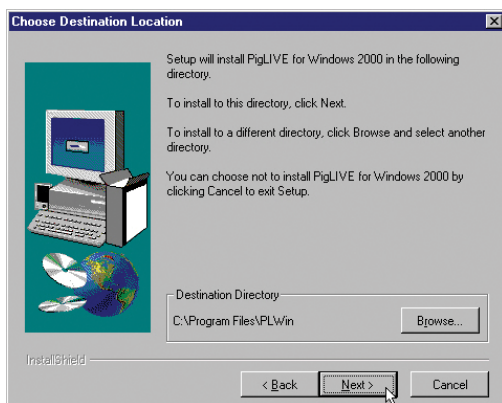 Choose Destination Location
Setup will install PigLIVE for Windows 2000 in the following
directory.
To install to this directory, click Next.
To install to a different directory, click Browse and select another
directory.
You can choose not to install PigLIVE for Windows 2000 by
clicking Cancel to exit Setup.
Destination Directory
C:\Program Files\PLWin
Browse...
InstallShield
< Back
Next >
Cancel